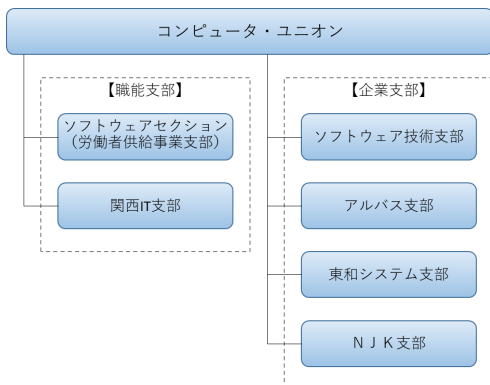 コンピュータ・ユニオン
【職能支部】
ソフトウェアセクション
（労働者供給事業支部）
関西IT支部
【企業支部】
ソフトウェア技術支部
アルバス支部
東和システム支部
ＮＪＫ支部